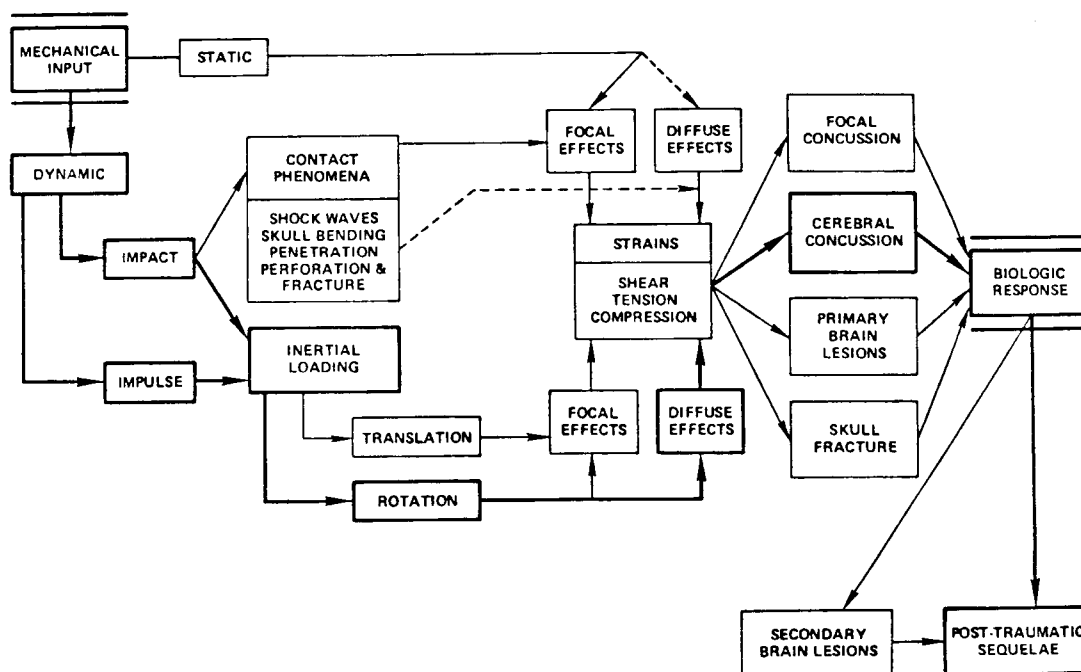 MECHANICAL
INPUT
STATIC
DYNAMIC
IMPACT
IMPULSE
CONTACT
PHENOMENA
SHOCK WAVES
SKULL BENDING
PENETRATION
PERFORATION &
FRACTURE
INERTIAL
LOADING
TRANSLATION
ROTATION
FOCAL
EFFECTS
DIFFUSE
EFFECTS
STRAINS
SHEAR
TENSION
COMPRESSION
FOCAL
EFFECTS
DIFFUSE
EFFECTS
FOCAL
CONCUSSION
CEREBRAL
CONCUSSION
PRIMARY
BRAIN
LESIONS
SKULL
FRACTURE
BIOLOGIC
RESPONSE
SECONDARY
BRAIN LESIONS
POST-TRAUMATIC
SEQUELAE